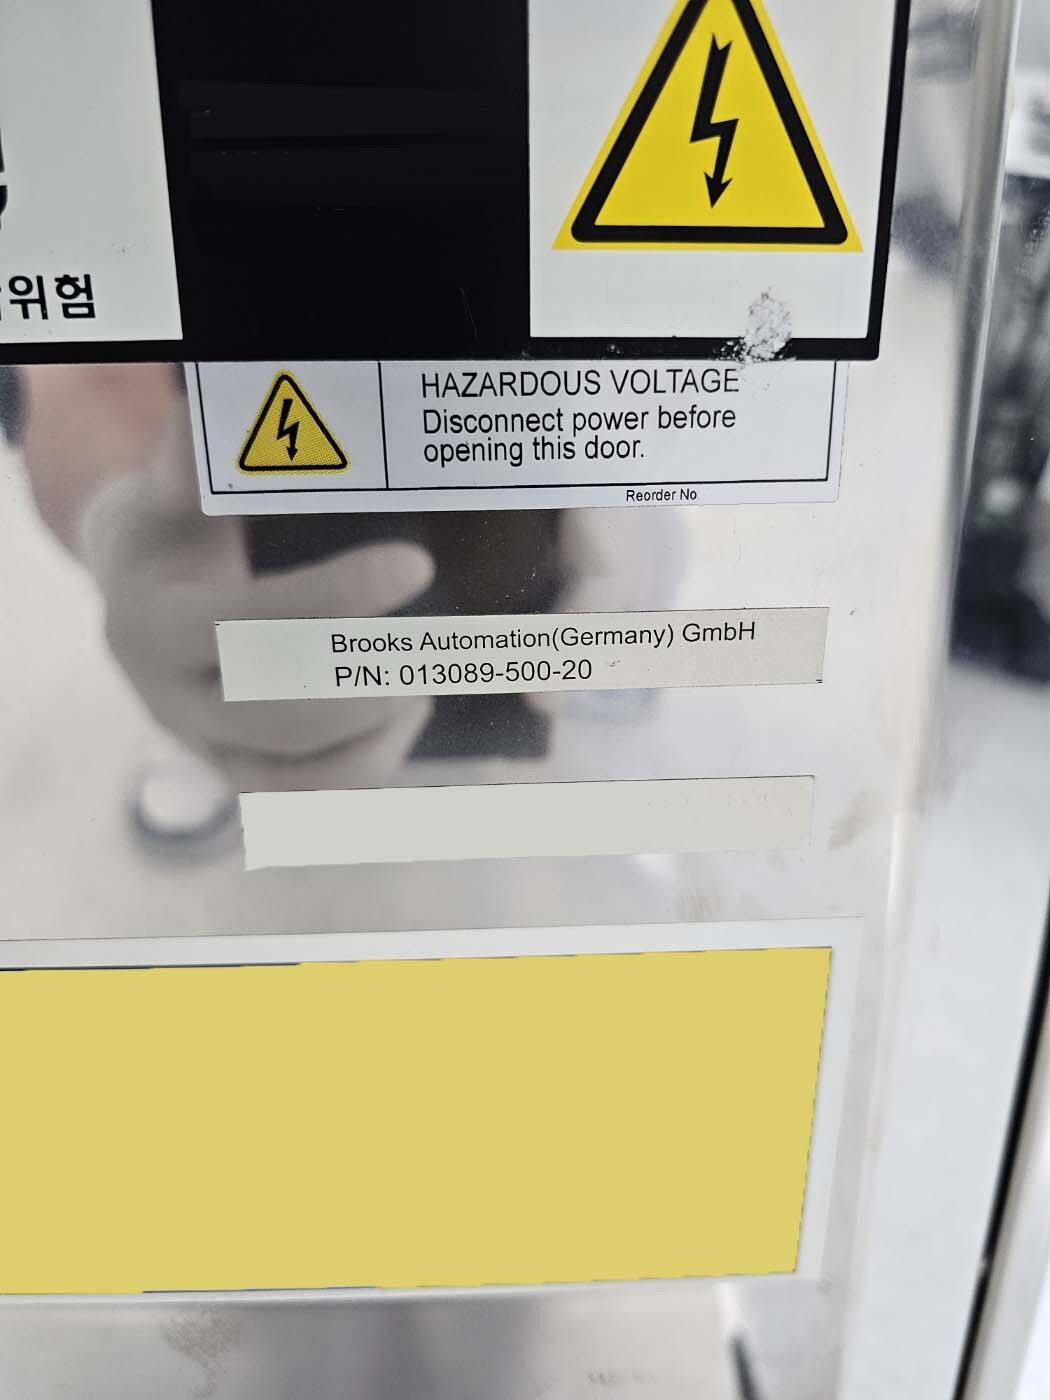 위험
HAZARDOUS VOLTAGE
Disconnect power before
opening this door.
Reorder No
Brooks Automation(Germany) GmbH
P/N: 013089-500-20